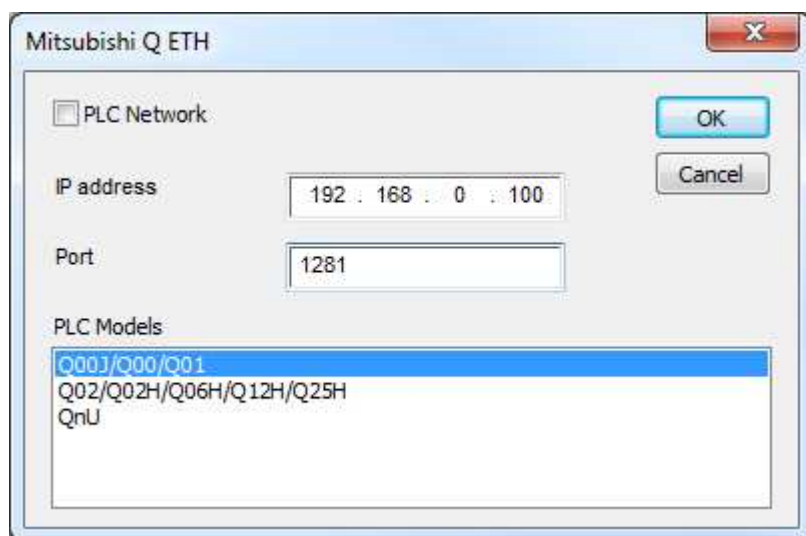 Mitsubishi Q ETH
PLC Network
OK
IP address
192 . 168 . 0 . 100
Cancel
Port
1281
PLC Models
Q00J/Q00/Q01
Q02/Q02H/Q06H/Q12H/Q25H
QnU